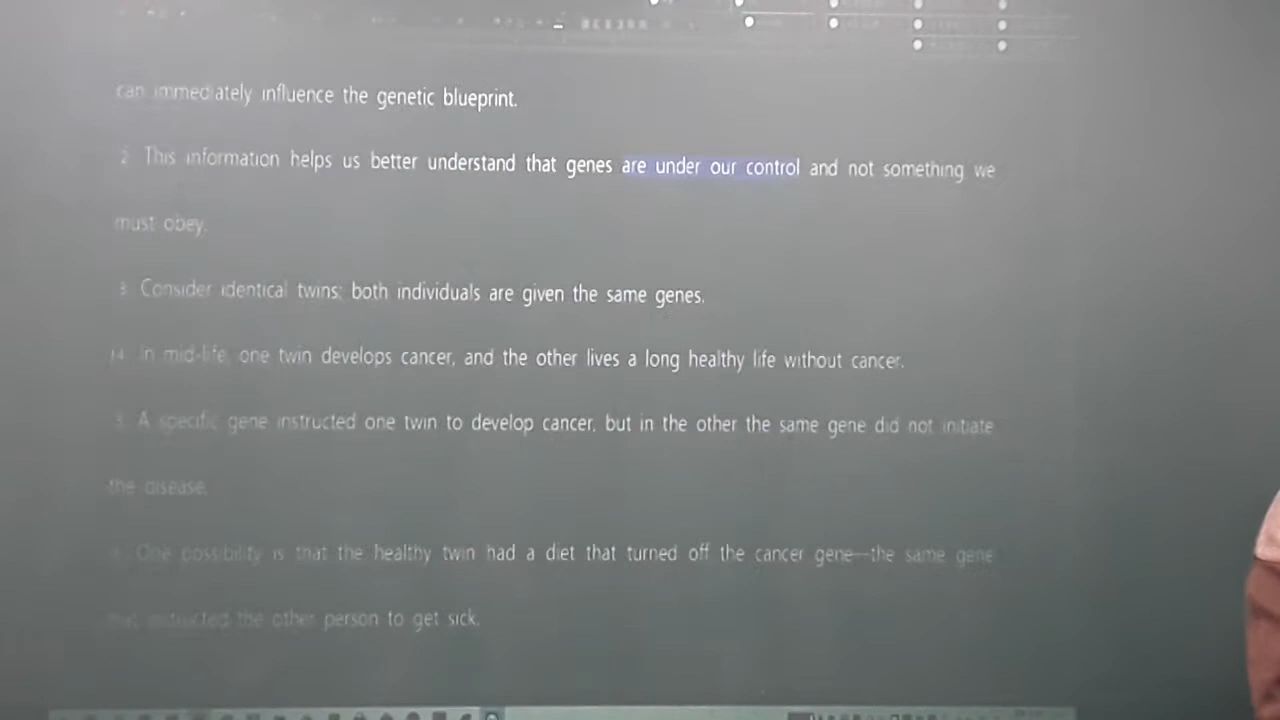 can immediately influence the genetic blueprint.
2 This information helps us better understand that genes are under our control and not something we
must obey.
3 Consider identical twins; both individuals are given the same genes.
14 In mid-life, one twin develops cancer, and the other lives a long healthy life without cancer.
5 A specific gene instructed one twin to develop cancer, but in the other the same gene did not initiate
the disease.
One possibility is that the healthy twin had a diet that turned off the cancer gene—the same gene
that instructed the other person to get sick.